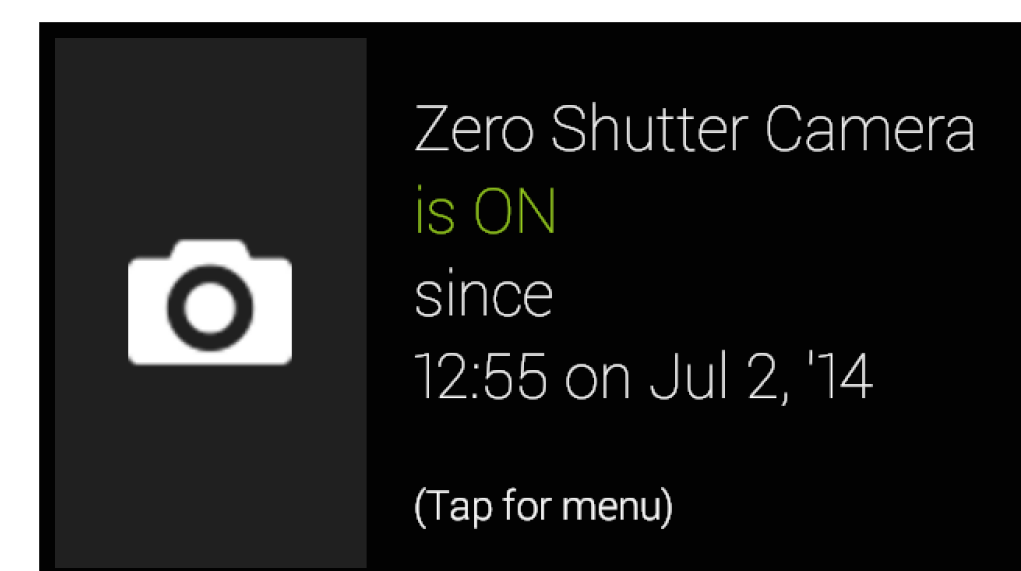 Zero Shutter Camera
is ON
since
12:55 on Jul 2, '14
(Tap for menu)